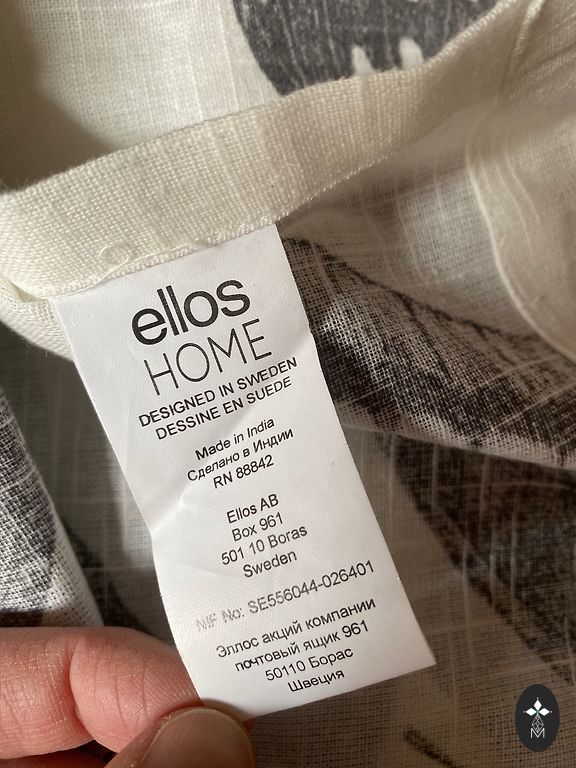 ellos
HOME
DESIGNED IN SWEDEN
DESSINE EN SUEDE
Made in India
Сделано в Индии
RN 88842
Ellos AB
Box 961
501 10 Boras
Sweden
NIF No: SE556044-026401
Эллос акций компании
почтовый ящик 961
50110 Борас
Швеция
M